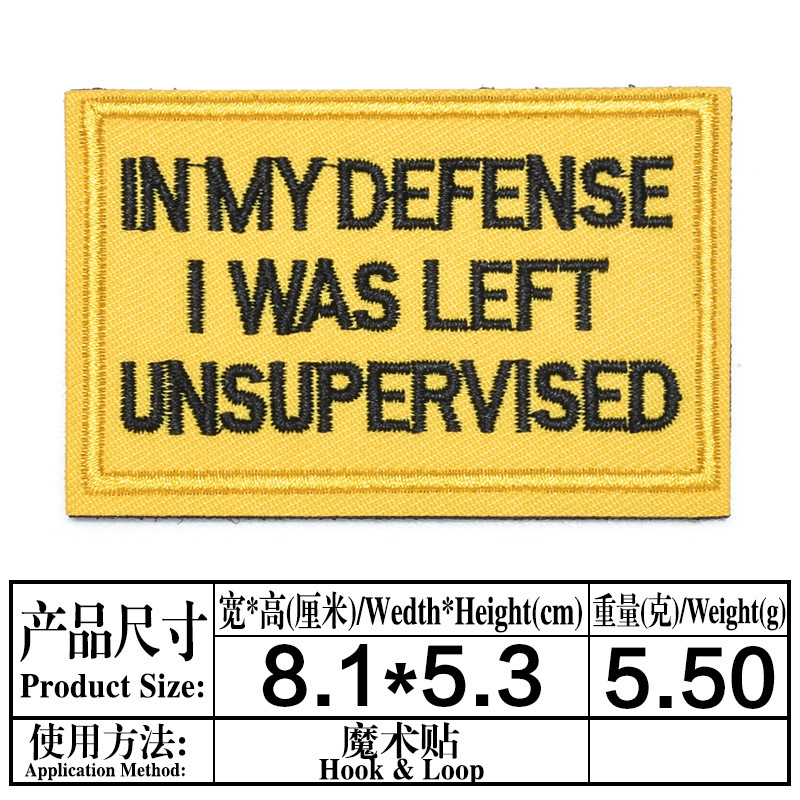 IN MY DEFENSE
I WAS LEFT
UNSUPERVISED
产品尺寸
Product Size:
宽*高(厘米)/Wedth*Height(cm)
8.1*5.3
重量(克)/Weight(g)
5.50
使用方法:
Application Method:
魔术贴
Hook & Loop